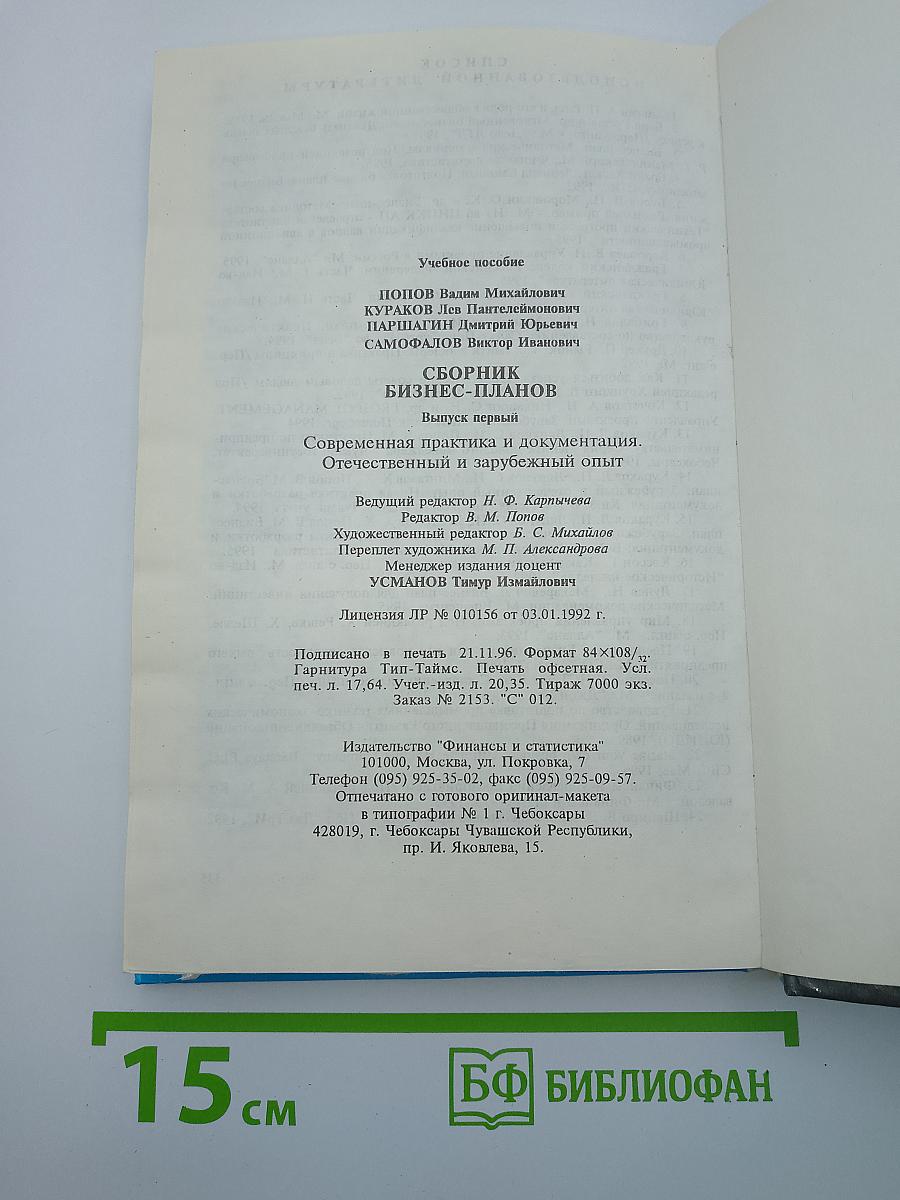 СПИСОК
ИСПОЛЬЗОВАННОЙ ЛИТЕРАТУРЫ
Учебное пособие
ПОПОВ Вадим Михайлович
КУРАКОВ Лев Пантелеймонович
ПАРШАГИН Дмитрий Юрьевич
САМОФАЛОВ Виктор Иванович
СБОРНИК
БИЗНЕС-ПЛАНОВ
Выпуск первый
Современная практика и документация.
Отечественный и зарубежный опыт
Ведущий редактор Н. Ф. Карпычева
Редактор В. М. Попов
Художественный редактор Б. С. Михайлов
Переплет художника М. П. Александрова
Менеджер издания доцент
УСМАНОВ Тимур Измайлович
Лицензия ЛР № 010156 от 03.01.1992 г.
Подписано в печать 21.11.96. Формат 84×108/32.
Гарнитура Тип-Таймс. Печать офсетная. Усл.
печ. л. 17,64. Учет.-изд. л. 20,35. Тираж 7000 экз.
Заказ № 2153. "С" 012.
Издательство "Финансы и статистика"
101000, Москва, ул. Покровка, 7
Телефон (095) 925-35-02, факс (095) 925-09-57.
Отпечатано с готового оригинал-макета
в типографии № 1 г. Чебоксары
428019, г. Чебоксары Чувашской Республики,
пр. И. Яковлева, 15.
15 см
БФ БИБЛИОФАН